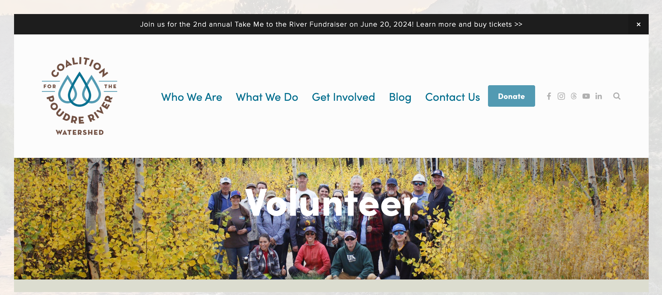 Join us for the 2nd annual Take Me to the River Fundraiser on June 20, 2024! Learn more and buy tickets >>
COALITION
FOR THE
POUDRE RIVER
WATERSHED
Who We Are What We Do Get Involved Blog Contact Us Donate
Volunteer